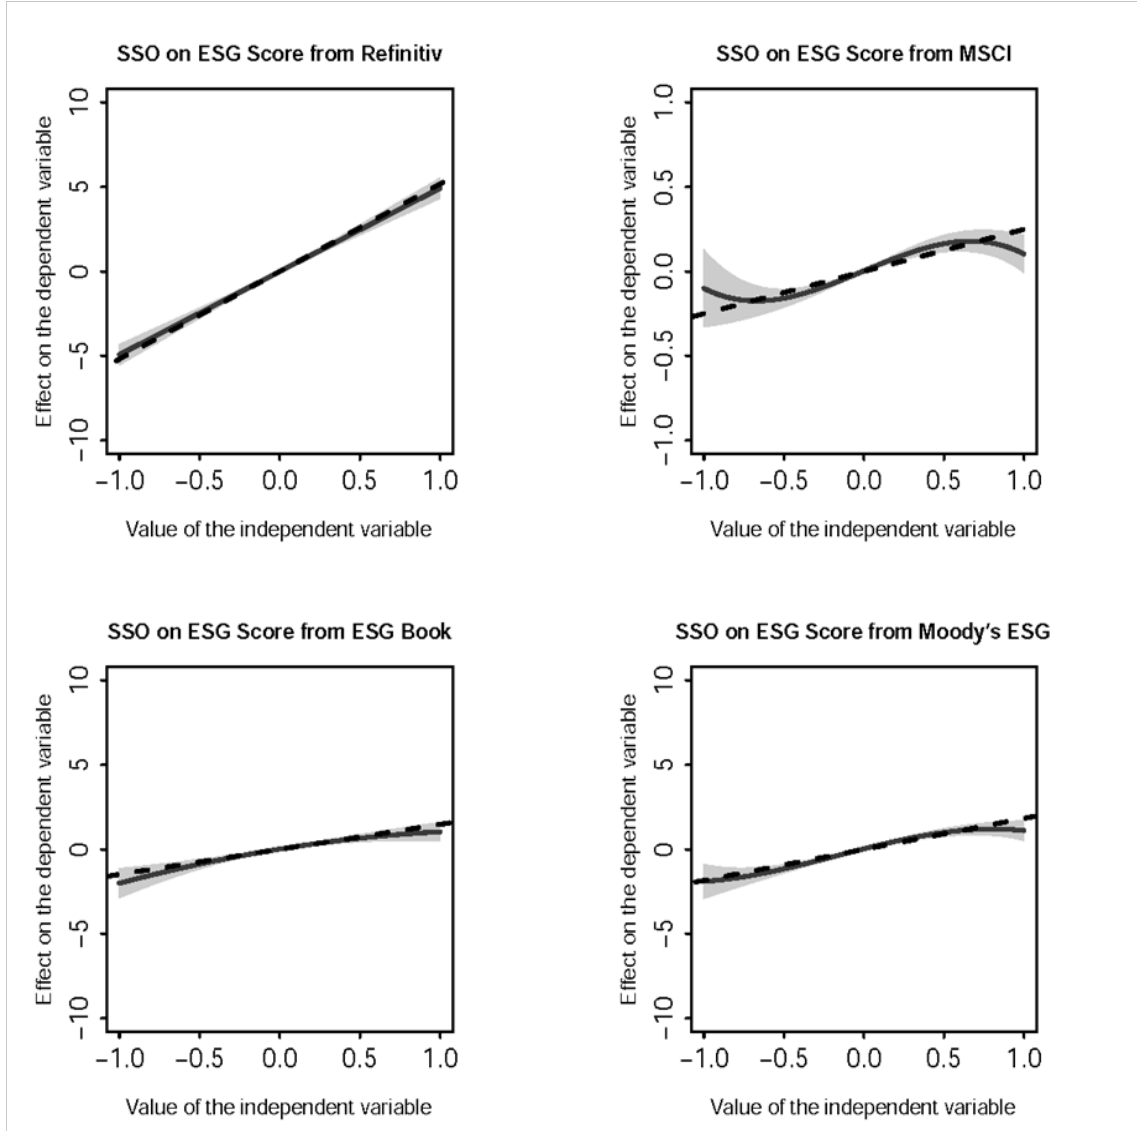 SSO on ESG Score from Refinitiv
Effect on the dependent variable
10
5
0
−5
−10
−1.0 −0.5 0.0 0.5 1.0
Value of the independent variable
SSO on ESG Score from MSCI
Effect on the dependent variable
1.0
0.5
0.0
−0.5
−1.0
−1.0 −0.5 0.0 0.5 1.0
Value of the independent variable
SSO on ESG Score from ESG Book
Effect on the dependent variable
10
5
0
−5
−10
−1.0 −0.5 0.0 0.5 1.0
Value of the independent variable
SSO on ESG Score from Moody’s ESG
Effect on the dependent variable
10
5
0
−5
−10
−1.0 −0.5 0.0 0.5 1.0
Value of the independent variable